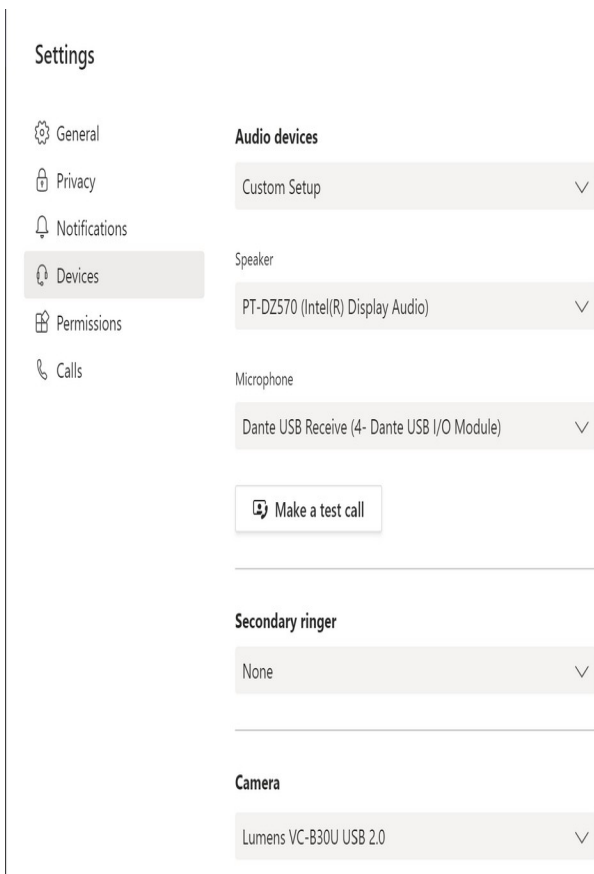 Settings
General
Privacy
Notifications
Devices
Permissions
Calls
Audio devices
Custom Setup
Speaker
PT-DZ570 (Intel(R) Display Audio)
Microphone
Dante USB Receive (4- Dante USB I/O Module)
Make a test call
Secondary ringer
None
Camera
Lumens VC-B30U USB 2.0